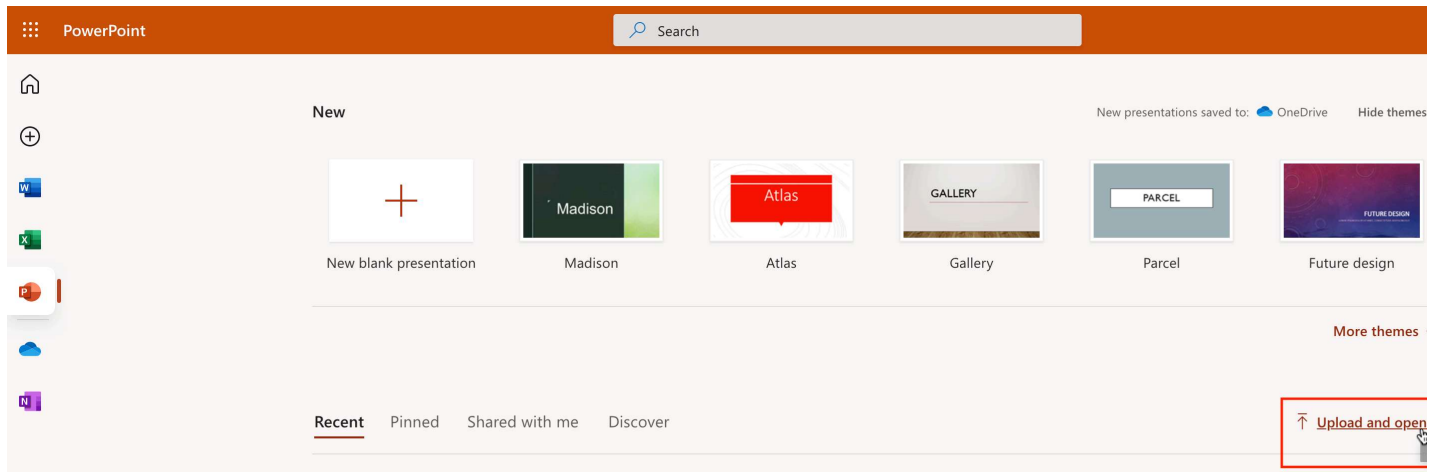 PowerPoint
Search
New
New presentations saved to: OneDrive
Hide themes
Madison
Atlas
GALLERY
PARCEL
FUTURE DESIGN
New blank presentation
Madison
Atlas
Gallery
Parcel
Future design
More themes
Recent
Pinned
Shared with me
Discover
Upload and open
W
X
P
N